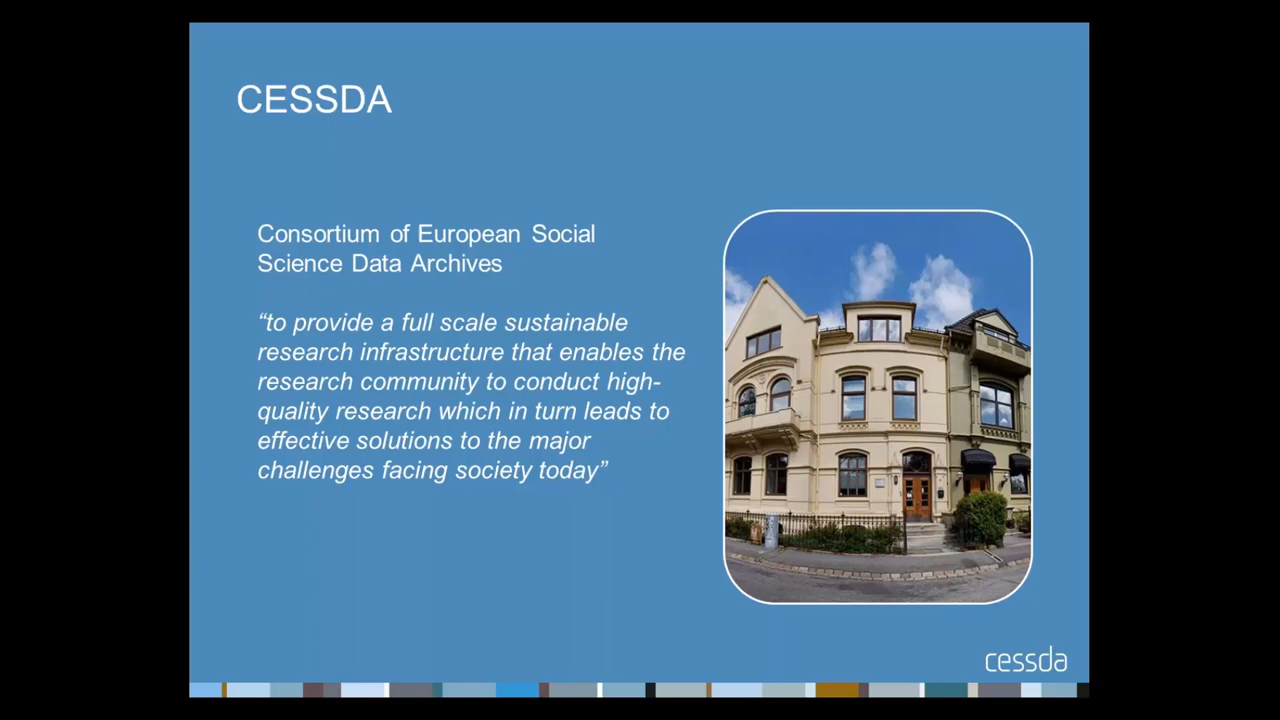 CESSDA
Consortium of European Social
Science Data Archives
“to provide a full scale sustainable
research infrastructure that enables the
research community to conduct high-
quality research which in turn leads to
effective solutions to the major
challenges facing society today”
cessda